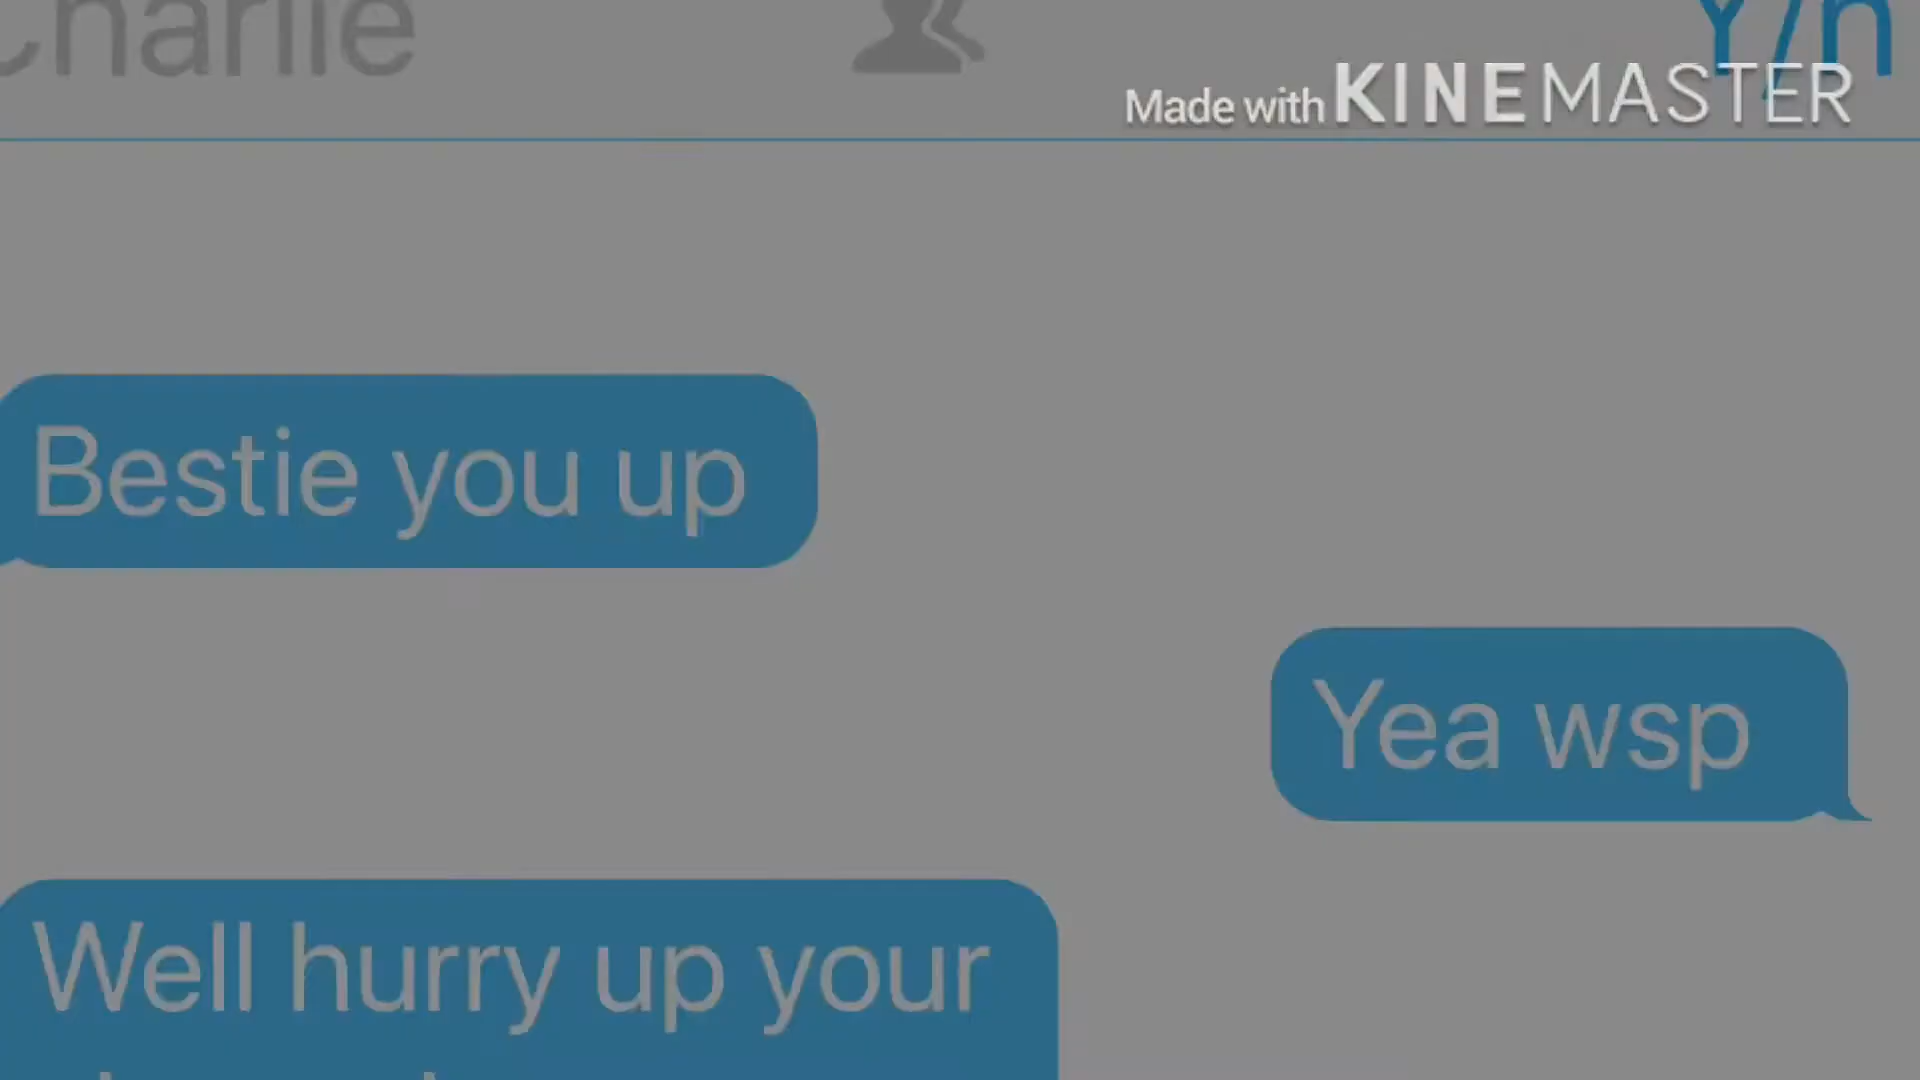 Charlie
Y/n
Made with KINEMASTER
Bestie you up
Yea wsp
Well hurry up your